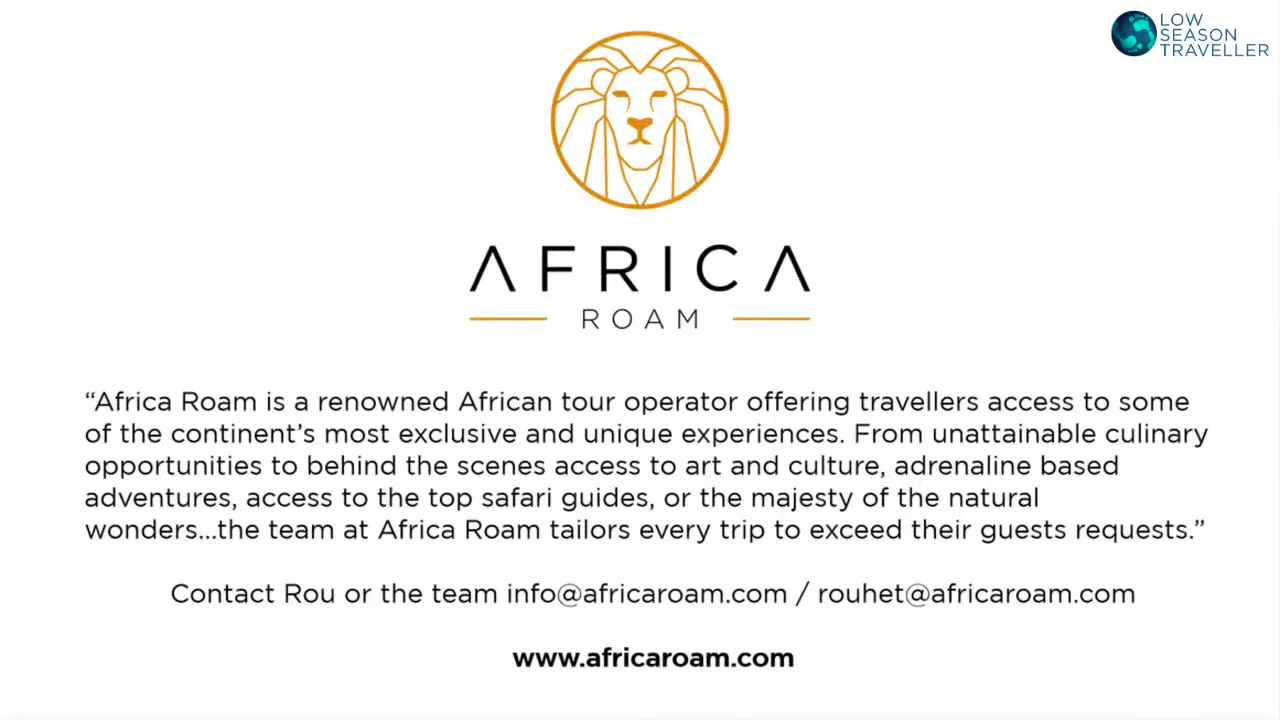 LOW
SEASON
TRAVELLER
AFRICA
ROAM
“Africa Roam is a renowned African tour operator offering travellers access to some
of the continent’s most exclusive and unique experiences. From unattainable culinary
opportunities to behind the scenes access to art and culture, adrenaline based
adventures, access to the top safari guides, or the majesty of the natural
wonders...the team at Africa Roam tailors every trip to exceed their guests requests.”
Contact Rou or the team info@africaroam.com / rouhet@africaroam.com
www.africaroam.com